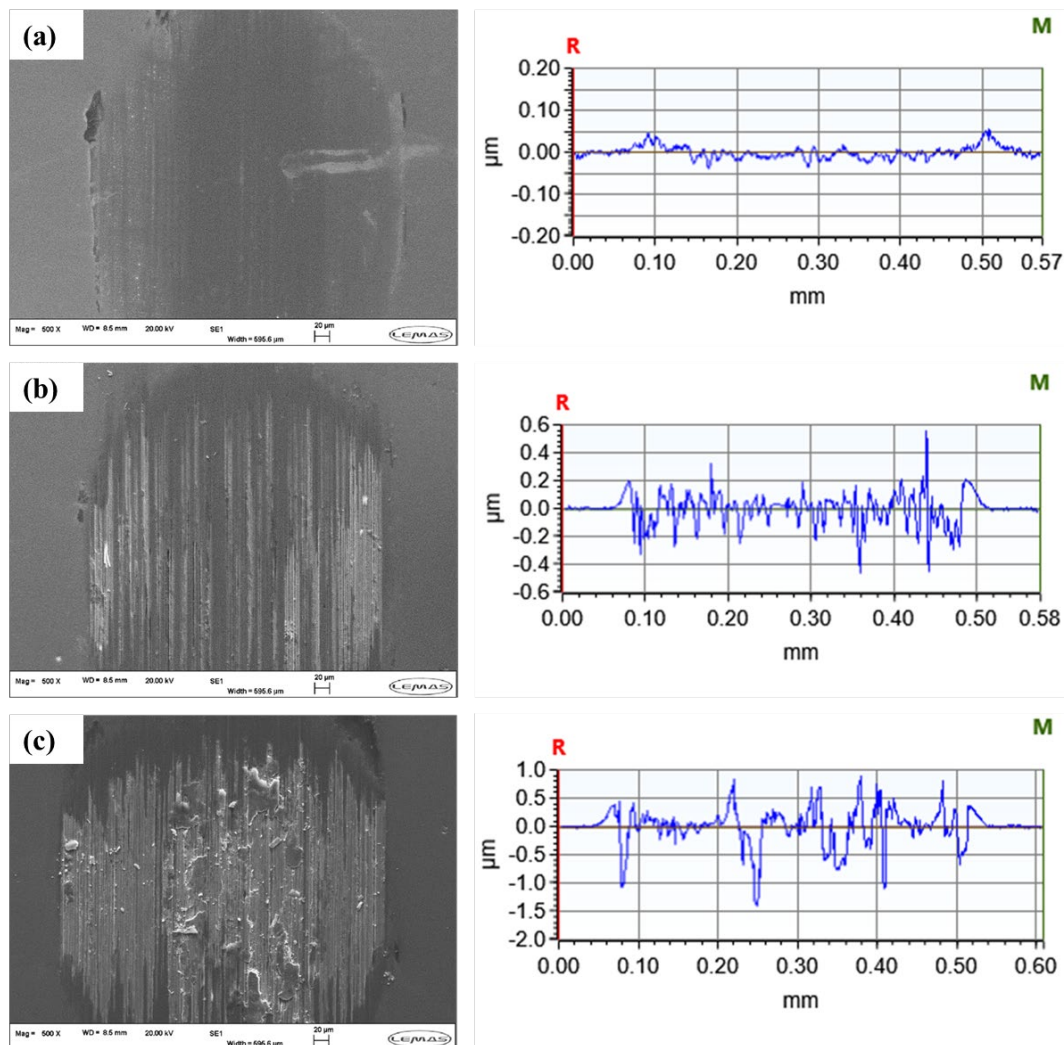 (a)
Mag = 500 X WD = 8.5 mm 20.00 kV SE1 20 µm
Width = 595.6 µm LEMAS
R M
0.20
0.10
0.00
-0.10
-0.20
µm
0.00 0.10 0.20 0.30 0.40 0.50 0.57
mm
(b)
Mag = 500 X WD = 8.5 mm 20.00 kV SE1 20 µm
Width = 595.6 µm LEMAS
R M
0.6
0.4
0.2
0.0
-0.2
-0.4
-0.6
µm
0.00 0.10 0.20 0.30 0.40 0.50 0.58
mm
(c)
Mag = 500 X WD = 8.5 mm 20.00 kV SE1 20 µm
Width = 595.6 µm LEMAS
R M
1.0
0.5
0.0
-0.5
-1.0
-1.5
-2.0
µm
0.00 0.10 0.20 0.30 0.40 0.50 0.60
mm